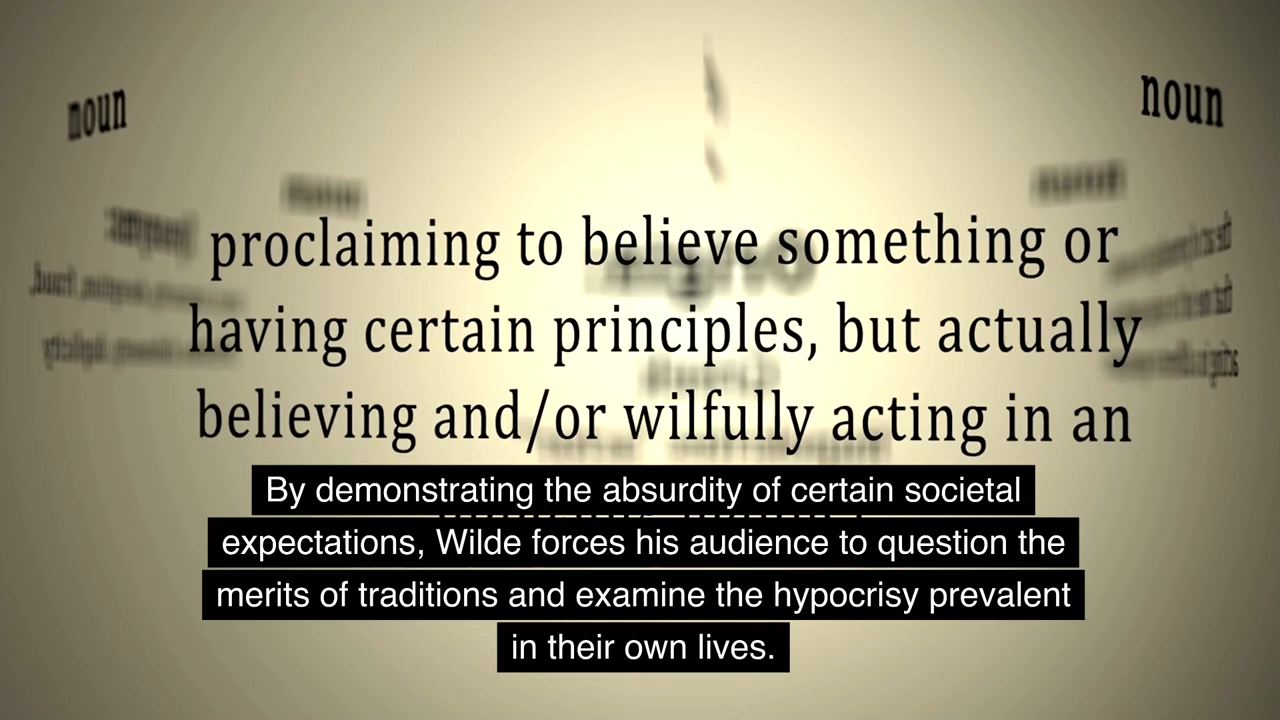 noun
noun
proclaiming to believe something or
having certain principles, but actually
believing and/or wilfully acting in an
By demonstrating the absurdity of certain societal
expectations, Wilde forces his audience to question the
merits of traditions and examine the hypocrisy prevalent
in their own lives.